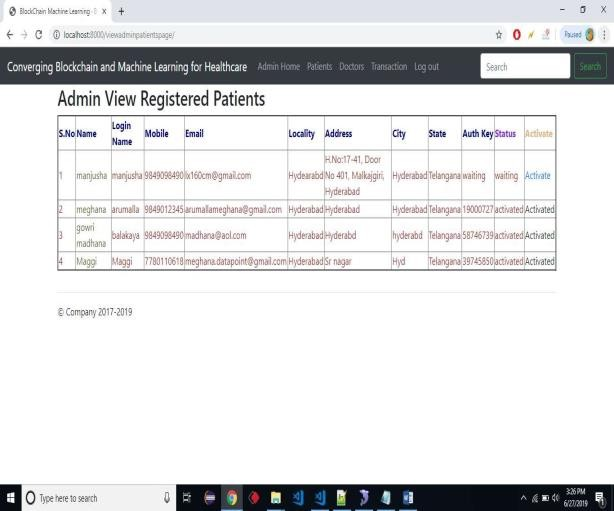 BlockChain Machine Learning - B
localhost:8000/viewadminpatientspage/
Paused
Converging Blockchain and Machine Learning for Healthcare Admin Home Patients Doctors Transaction Log out Search Search
Admin View Registered Patients
S.No Name Login Name Mobile Email Locality Address City State Auth Key Status Activate
1 manjusha manjusha 9849098490 lx160cm@gmail.com Hydearabd H.No:17-41, Door No 401, Malkajgiri, Hyderabad Hyderabad Telangana waiting waiting Activate
2 meghana arumalla 9849012345 arumallameghana@gmail.com Hyderabad Hyderabad Hyderabad Telangana 19000727 activated Activated
3 gowri madhana balakaya 9849098490 madhana@aol.com Hyderabad Hyderabd hyderabd Telangana 58746739 activated Activated
4 Maggi Maggi 7780110618 meghana.datapoint@gmail.com Hyderabad Sr nagar Hyd Telangana 39745850 activated Activated
© Company 2017-2019
Type here to search
3:26 PM
6/27/2019